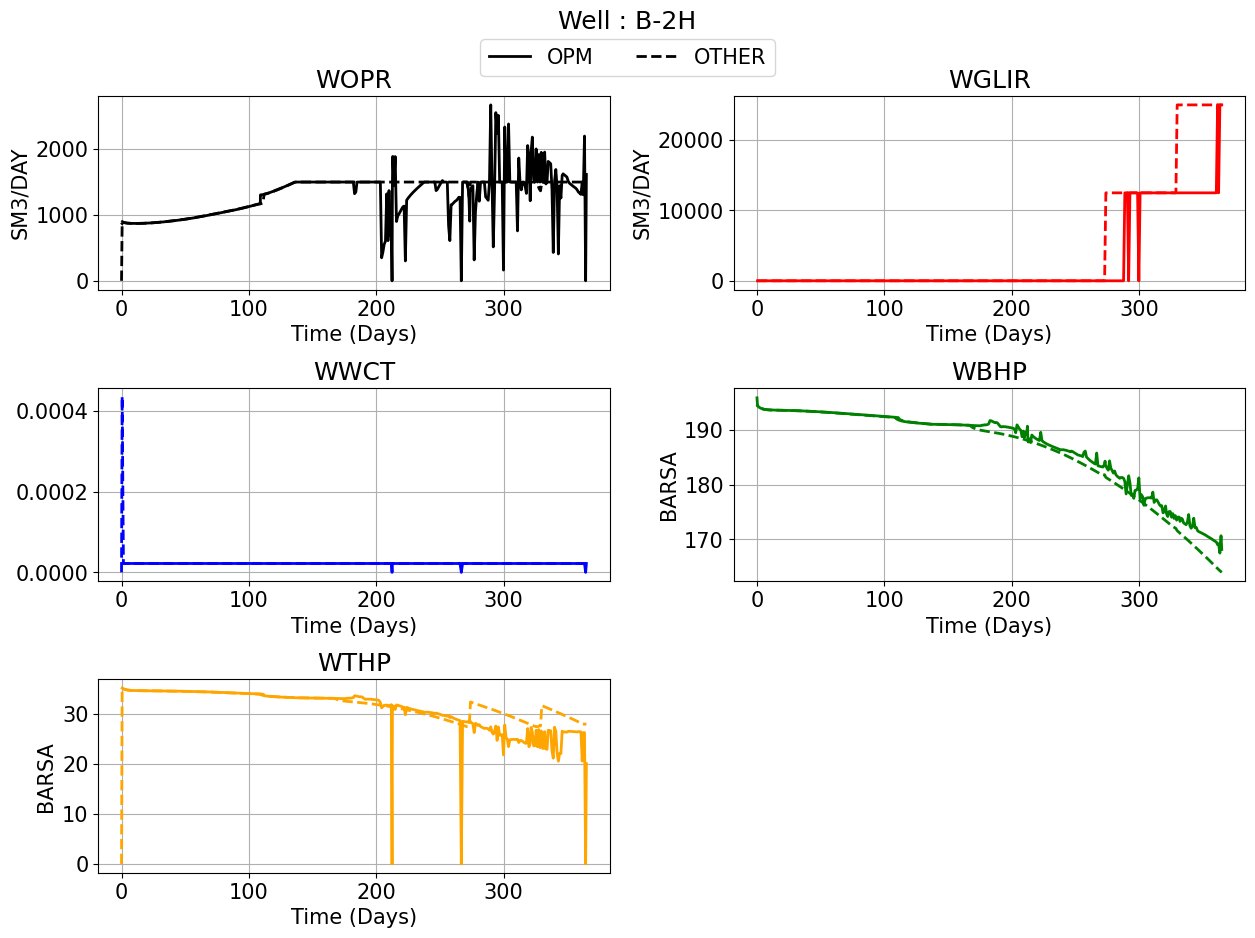 Well : B-2H
OPM OTHER
WOPR
SM3/DAY
2000
1000
0
0 100 200 300
Time (Days)
WGLIR
SM3/DAY
20000
10000
0
0 100 200 300
Time (Days)
WWCT
0.0004
0.0002
0.0000
0 100 200 300
Time (Days)
WBHP
BARSA
190
180
170
0 100 200 300
Time (Days)
WTHP
BARSA
30
20
10
0
0 100 200 300
Time (Days)